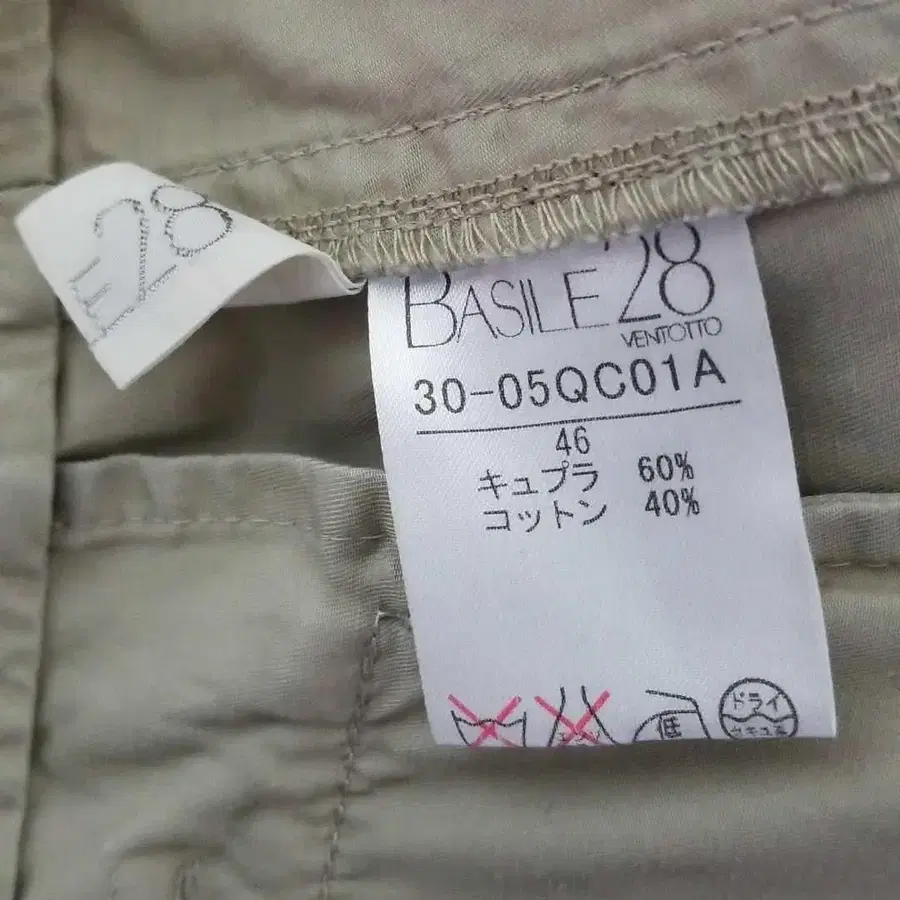 28
BASILE 28
VENTOTTO
30-05QC01A
46
キュプラ 60%
コットン 40%
低
ドライ